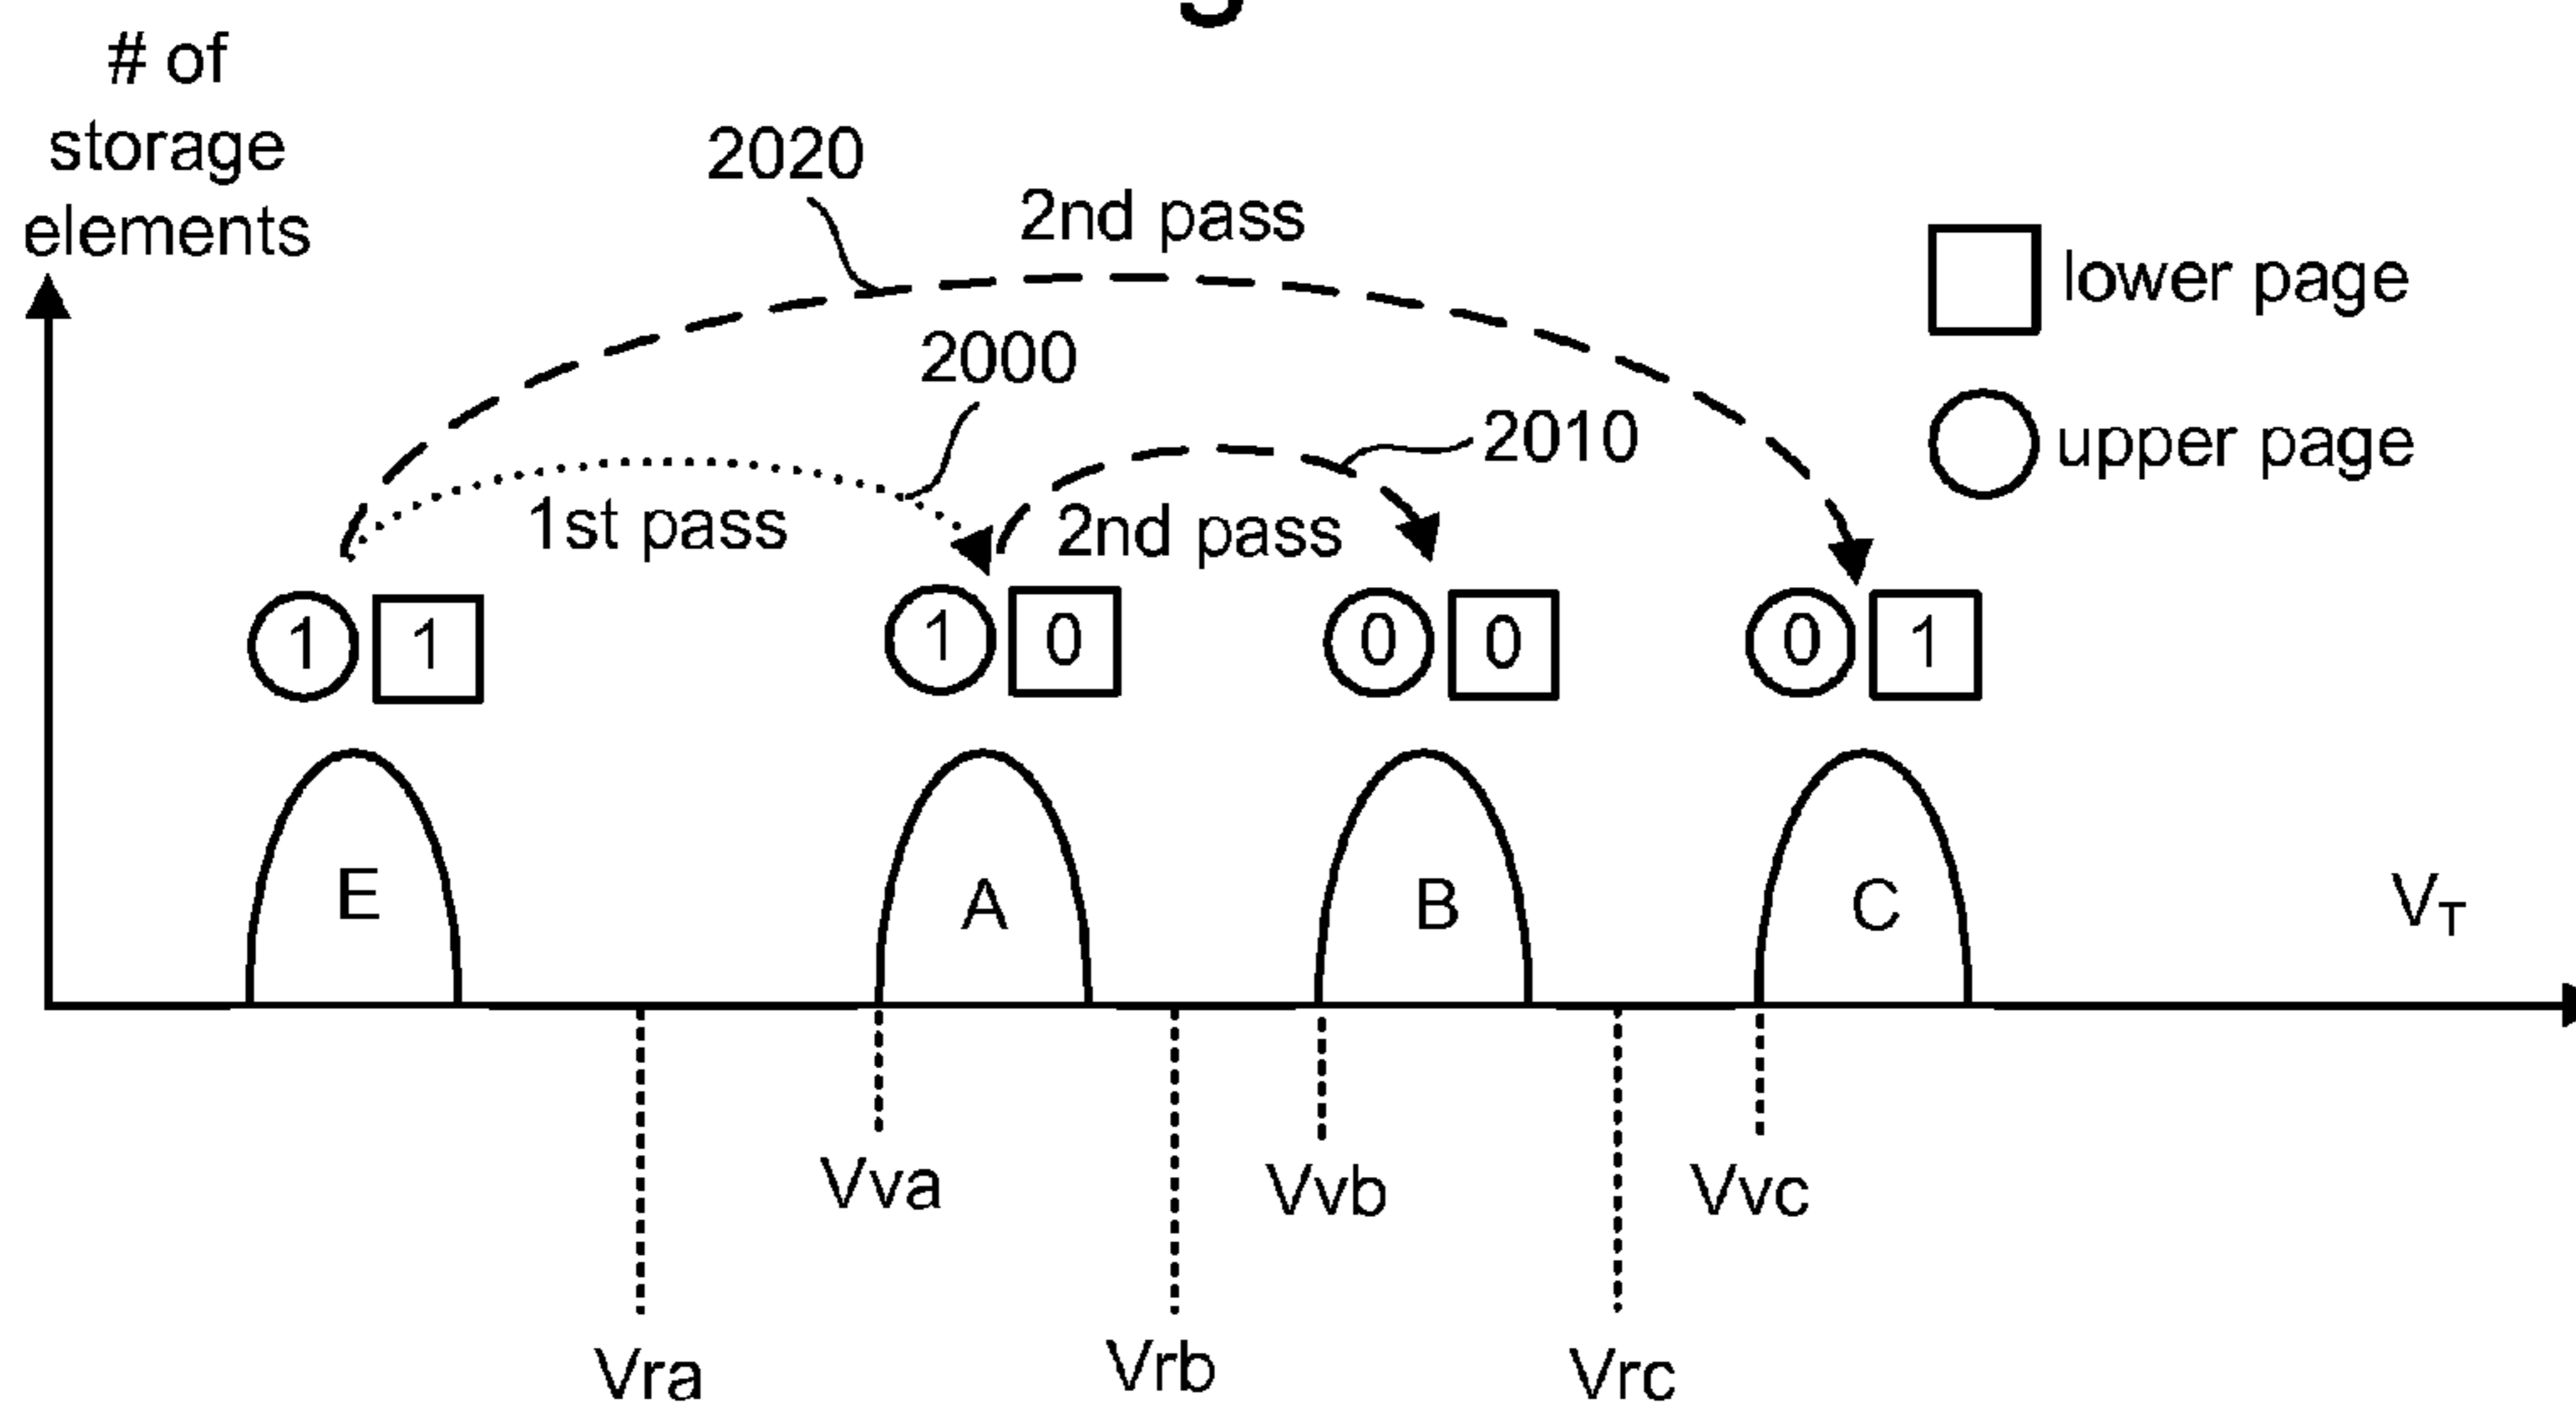 # of
storage
elements
2020
2nd pass
lower page
2000
2010
upper page
1st pass
2nd pass
1 1
1 0
0 0
0 1
E
A
B
C
VT
Vva
Vvb
Vvc
Vra
Vrb
Vrc